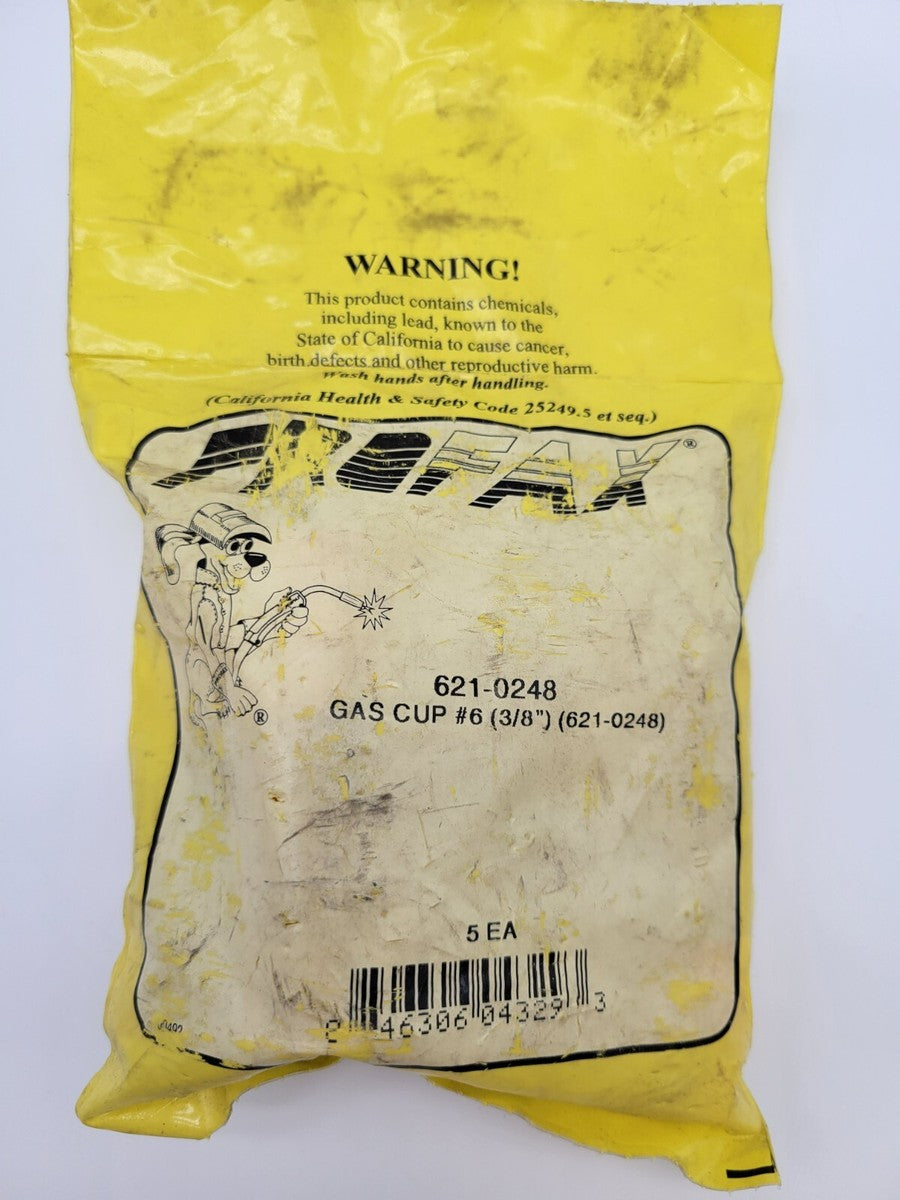 WARNING!
This product contains chemicals,
including lead, known to the
State of California to cause cancer,
birth defects and other reproductive harm.
Wash hands after handling.
(California Health & Safety Code 25249.5 et seq.)
PROFAX®
®
621-0248
GAS CUP #6 (3/8") (621-0248)
5 EA
46306 04329 3